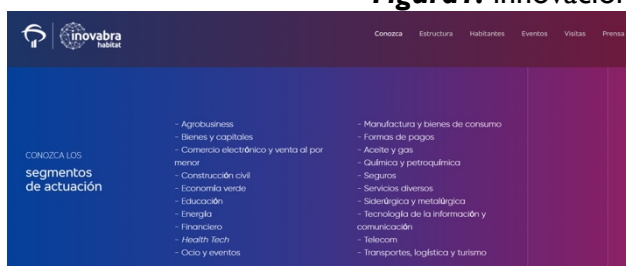 Figura1. Innovación
inovabra
habitat
Conozca Estructura Habitantes Eventos Visitas Prensa
CONOZCA LOS
segmentos
de actuación
- Agrobusiness
- Bienes y capitales
- Comercio electrónico y venta al por
menor
- Construcción civil
- Economía verde
- Educación
- Energía
- Financiero
- Health Tech
- Ocio y eventos
- Manufactura y bienes de consumo
- Formas de pagos
- Aceite y gas
- Química y petroquímica
- Seguros
- Servicios diversos
- Siderúrgica y metalúrgica
- Tecnología de la información y
comunicación
- Telecom
- Transportes, logística y turismo